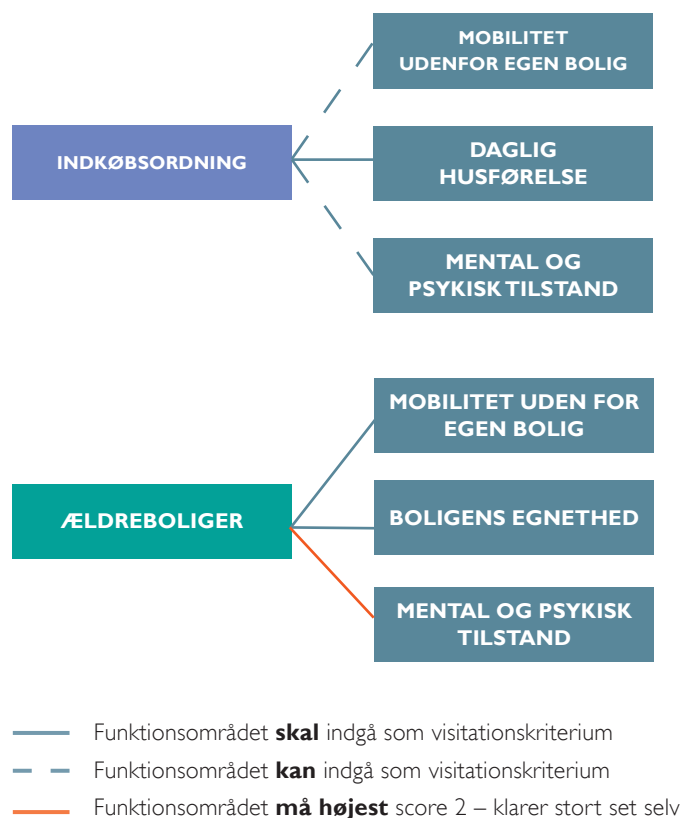 MOBILITET
UDENFOR EGEN BOLIG
INDKØBSORDNING
DAGLIG
HUSFØRELSE
MENTAL OG
PSYKISK TILSTAND
MOBILITET UDEN FOR
EGEN BOLIG
ÆLDREBOLIGER
BOLIGENS EGNETHED
MENTAL OG PSYKISK
TILSTAND
Funktionsområdet skal indgå som visitationskriterium
Funktionsområdet kan indgå som visitationskriterium
Funktionsområdet må højest score 2 – klarer stort set selv